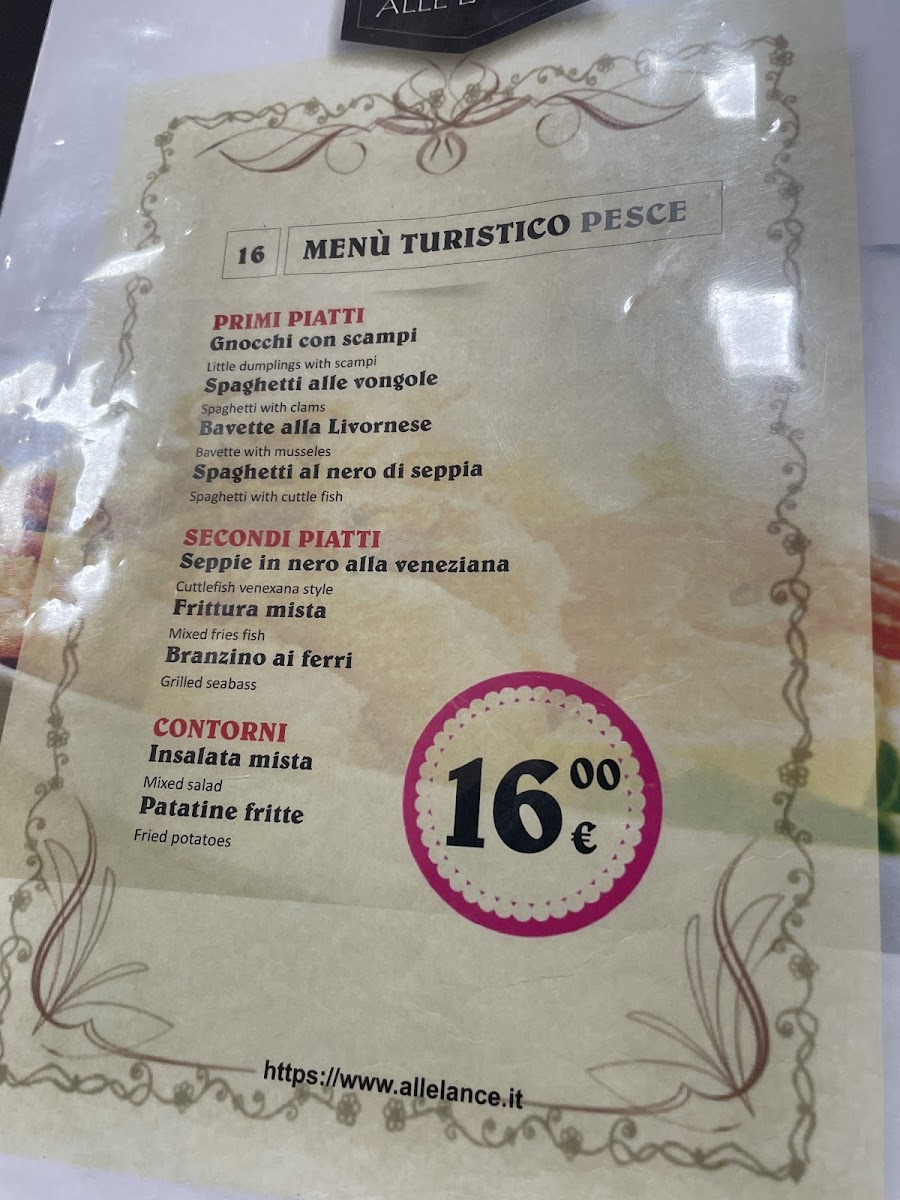 ALLE
16 MENÙ TURISTICO PESCE
PRIMI PIATTI
Gnocchi con scampi
Little dumplings with scampi
Spaghetti alle vongole
Spaghetti with clams
Bavette alla Livornese
Bavette with musseles
Spaghetti al nero di seppia
Spaghetti with cuttle fish
SECONDI PIATTI
Seppie in nero alla veneziana
Cuttlefish venexana style
Frittura mista
Mixed fries fish
Branzino ai ferri
Grilled seabass
CONTORNI
Insalata mista
Mixed salad
Patatine fritte
Fried potatoes
16 00 €
https://www.allelance.it